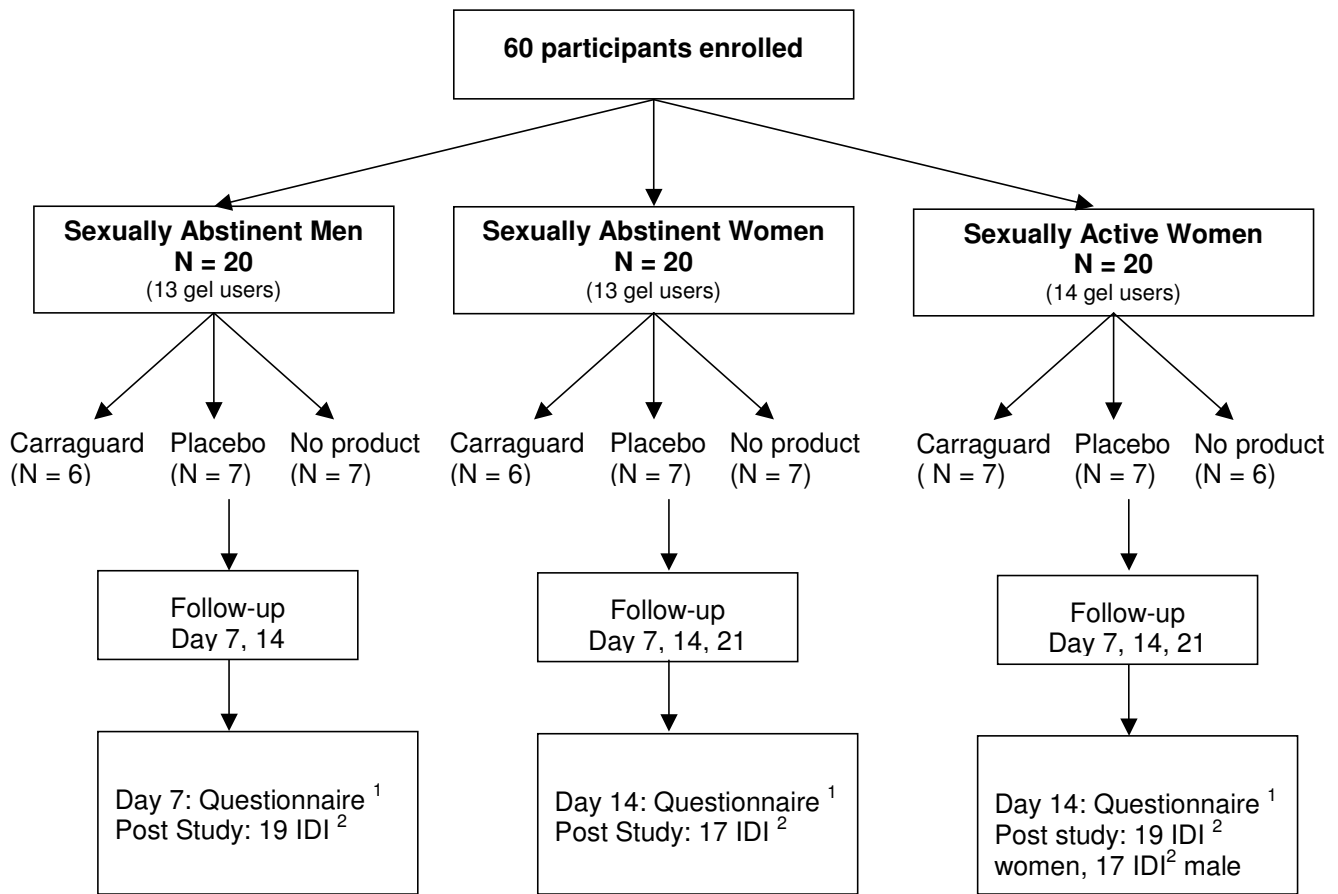 60 participants enrolled
Sexually Abstinent Men
N = 20
(13 gel users)
Sexually Abstinent Women
N = 20
(13 gel users)
Sexually Active Women
N = 20
(14 gel users)
Carraguard
(N = 6)
Placebo
(N = 7)
No product
(N = 7)
Carraguard
(N = 6)
Placebo
(N = 7)
No product
(N = 7)
Carraguard
( N = 7)
Placebo
(N = 7)
No product
(N = 6)
Follow-up
Day 7, 14
Follow-up
Day 7, 14, 21
Follow-up
Day 7, 14, 21
Day 7: Questionnaire 1
Post Study: 19 IDI 2
Day 14: Questionnaire 1
Post Study: 17 IDI 2
Day 14: Questionnaire 1
Post study: 19 IDI 2
women, 17 IDI2 male